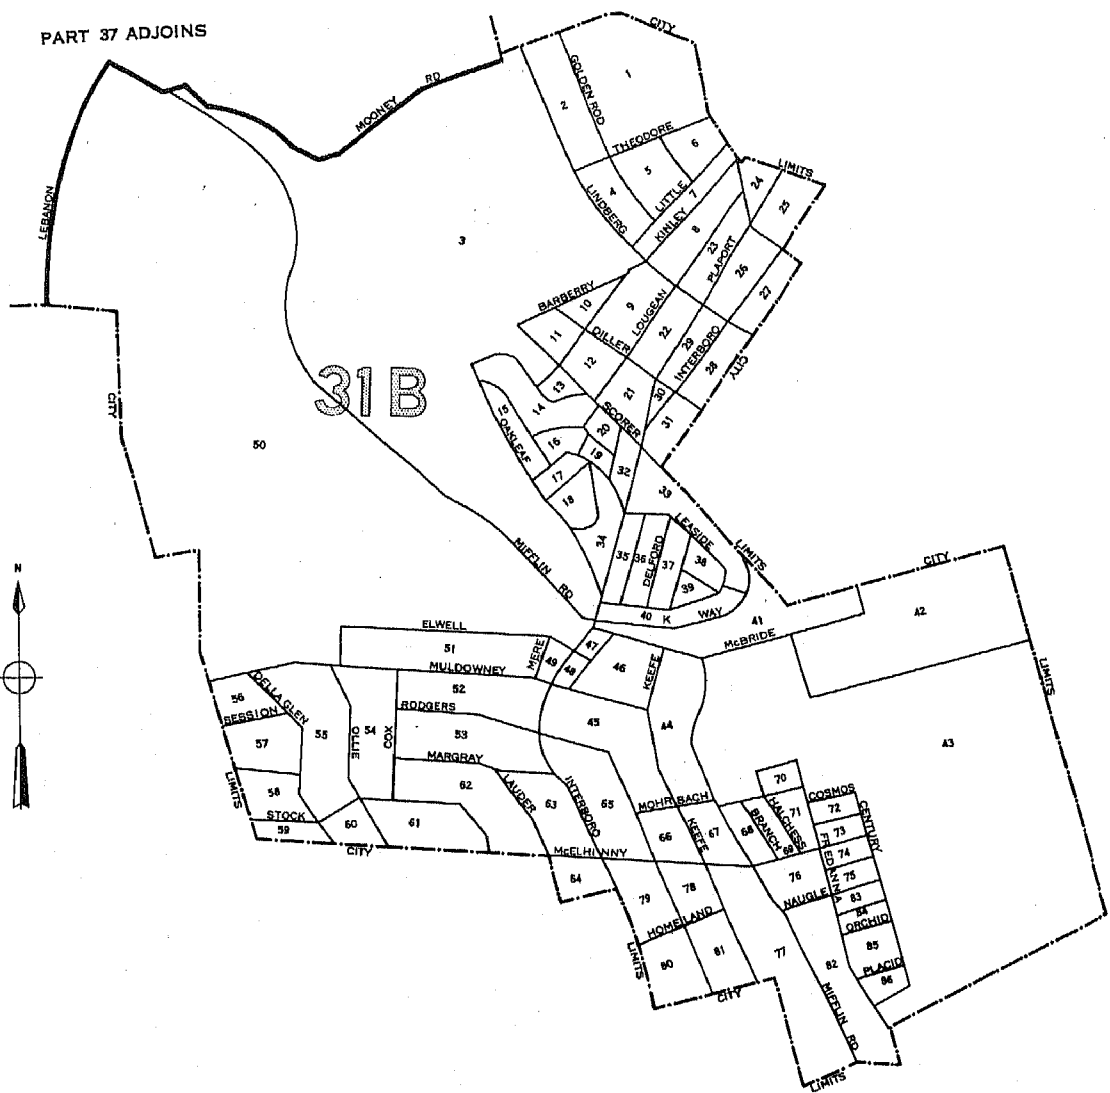 PART 37 ADJOINS
CITY
MOONEY RD
LEBANON
GOLDEN ROD
1
2
THEODORE
6
5
4
LITTLE
LINDBERG
7
KINLEY
LIMITS
24
25
8
23
PLAPORT
26
27
3
BARBERRY
10
9
LOUGEAN
22
29
INTERBORO
28
CITY
11
DILLER
12
21
30
31
13
SCORER
20
14
15
OAKLEAF
16
19
32
17
18
33
31B
CITY
50
34
LEASIDE
LIMITS
35
36
DELFORD
37
38
39
40
K WAY
MIFFLIN RD
N
CITY
41
42
McBRIDE
LIMITS
ELWELL
51
MERE
49
48
47
46
KEEFE
MULDOWNEY
56
DELLA GLEN
SESSION
52
RODGERS
45
44
43
57
55
OLLIE
54
COX
53
MARGRAY
62
LAUDER
63
INTERBORO
65
70
LIMITS
58
STOCK
59
60
61
CITY
MOHRBACH
66
KEEFE
67
68
BRANCH
HALCHESS
71
69
COSMOS
72
CENTURY
73
FREDANNA
74
McELHINNY
64
79
78
76
75
NAUGLE
83
84
ORCHID
HOMELAND
80
81
77
82
85
PLACID
86
LIMITS
CITY
MIFFLIN RD
LIMITS